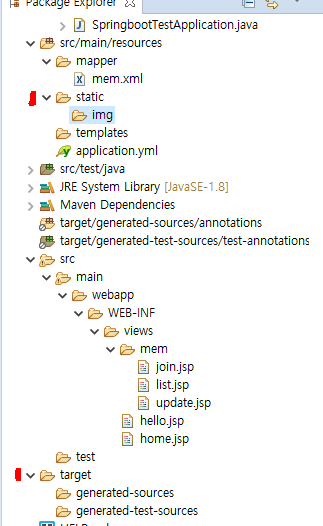 Package Explorer
SpringbootTestApplication.java
src/main/resources
mapper
mem.xml
static
img
templates
application.yml
src/test/java
JRE System Library [JavaSE-1.8]
Maven Dependencies
target/generated-sources/annotations
target/generated-test-sources/test-annotations
src
main
webapp
WEB-INF
views
mem
join.jsp
list.jsp
update.jsp
hello.jsp
home.jsp
test
target
generated-sources
generated-test-sources